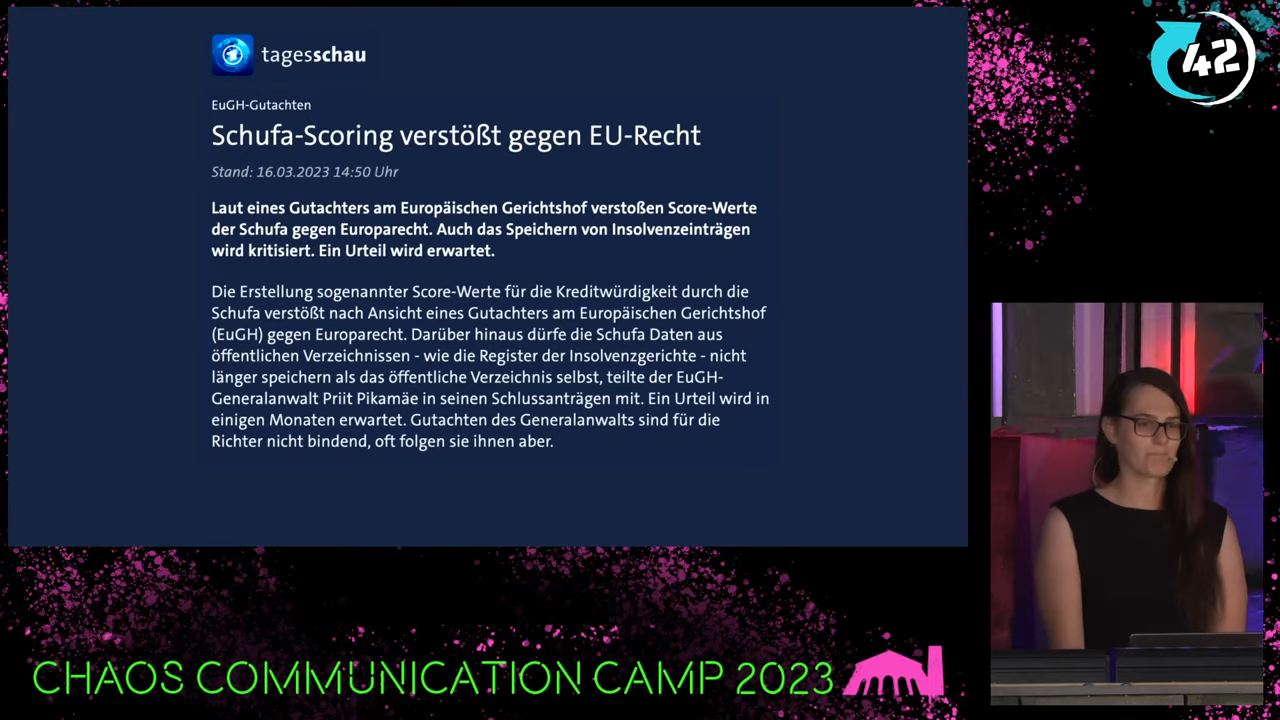 tagesschau
42
EuGH-Gutachten
Schufa-Scoring verstößt gegen EU-Recht
Stand: 16.03.2023 14:50 Uhr
Laut eines Gutachters am Europäischen Gerichtshof verstoßen Score-Werte
der Schufa gegen Europarecht. Auch das Speichern von Insolvenzeinträgen
wird kritisiert. Ein Urteil wird erwartet.
Die Erstellung sogenannter Score-Werte für die Kreditwürdigkeit durch die
Schufa verstößt nach Ansicht eines Gutachters am Europäischen Gerichtshof
(EuGH) gegen Europarecht. Darüber hinaus dürfe die Schufa Daten aus
öffentlichen Verzeichnissen - wie die Register der Insolvenzgerichte - nicht
länger speichern als das öffentliche Verzeichnis selbst, teilte der EuGH-
Generalanwalt Priit Pikamäe in seinen Schlussanträgen mit. Ein Urteil wird in
einigen Monaten erwartet. Gutachten des Generalanwalts sind für die
Richter nicht bindend, oft folgen sie ihnen aber.
CHAOS COMMUNICATION CAMP 2023